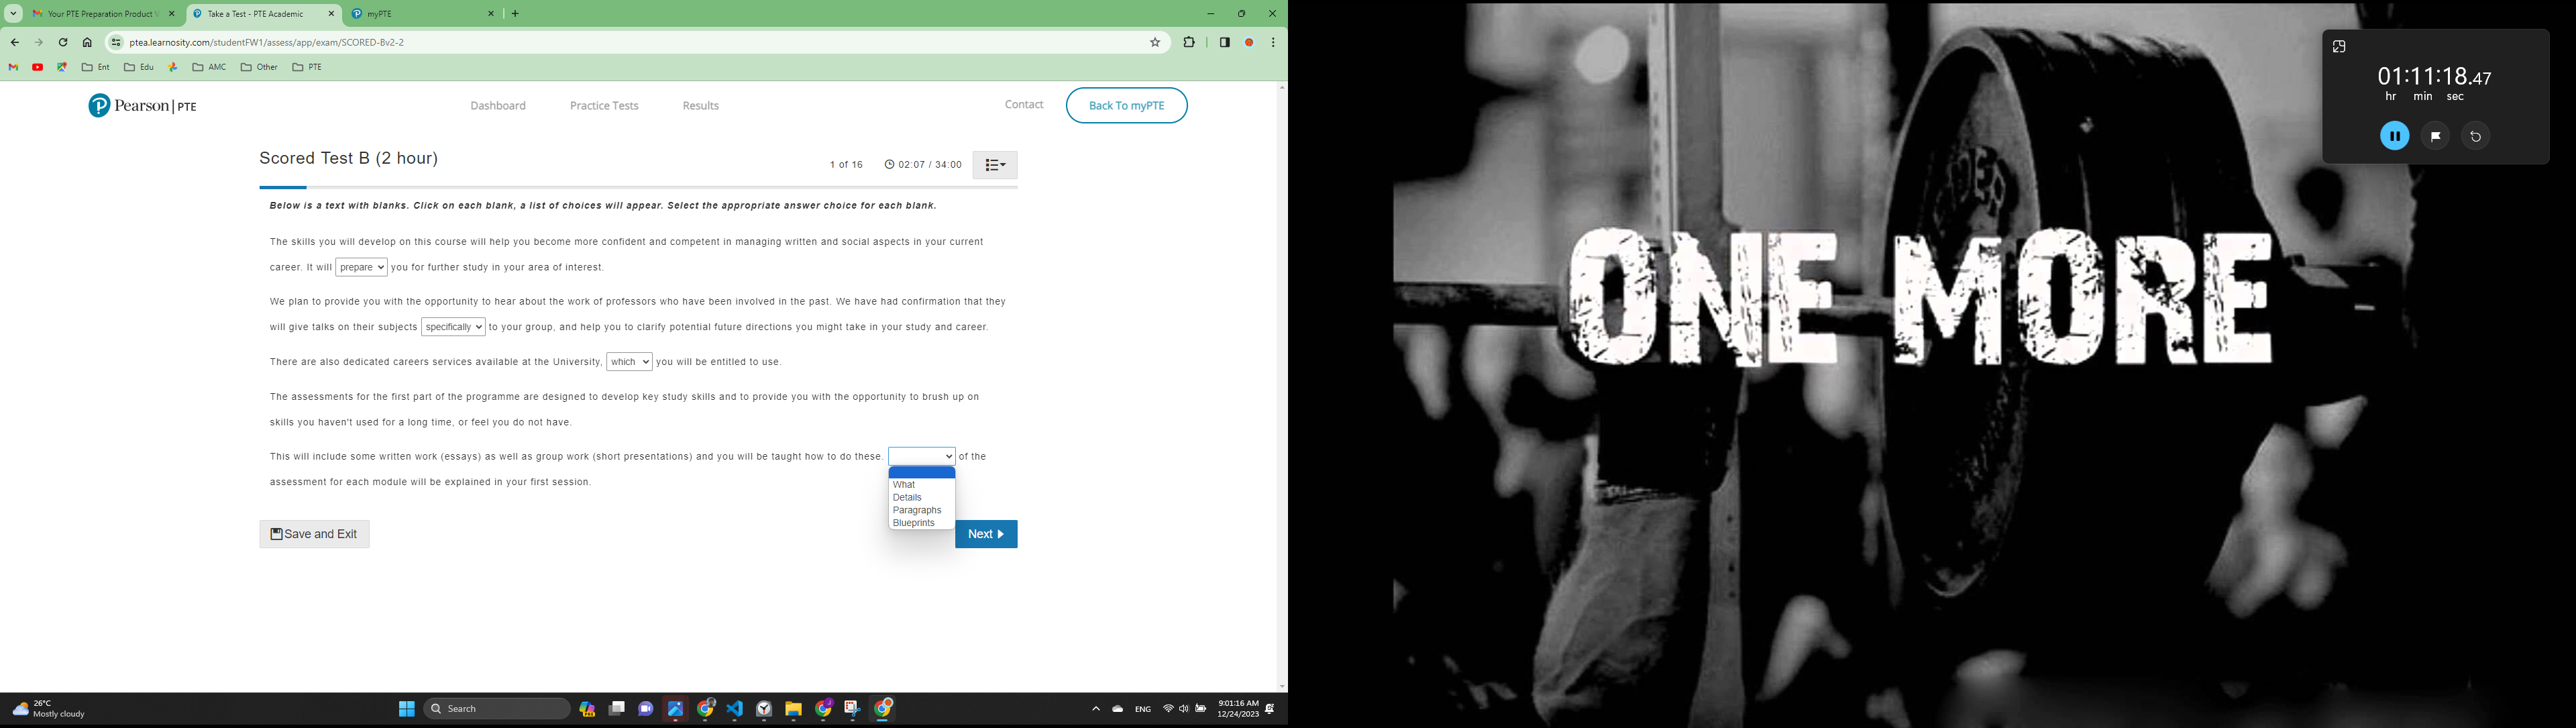 Your PTE Preparation Product V
Take a Test - PTE Academic
myPTE
ptea.learnosity.com/studentFW1/assess/app/exam/SCORED-Bv2-2
Ent
Edu
AMC
Other
PTE
Pearson | PTE
Dashboard
Practice Tests
Results
Contact
Back To myPTE
Scored Test B (2 hour)
1 of 16
02:07 / 34:00
Below is a text with blanks. Click on each blank, a list of choices will appear. Select the appropriate answer choice for each blank.
The skills you will develop on this course will help you become more confident and competent in managing written and social aspects in your current
career. It will prepare you for further study in your area of interest.
We plan to provide you with the opportunity to hear about the work of professors who have been involved in the past. We have had confirmation that they
will give talks on their subjects specifically to your group, and help you to clarify potential future directions you might take in your study and career.
There are also dedicated careers services available at the University, which you will be entitled to use.
The assessments for the first part of the programme are designed to develop key study skills and to provide you with the opportunity to brush up on
skills you haven't used for a long time, or feel you do not have.
This will include some written work (essays) as well as group work (short presentations) and you will be taught how to do these. of the
assessment for each module will be explained in your first session.
What
Details
Paragraphs
Blueprints
Save and Exit
Next
26°C
Mostly cloudy
Search
ENG
9:01:16 AM
12/24/2023
01:11:18.47
hr min sec
ONE MORE